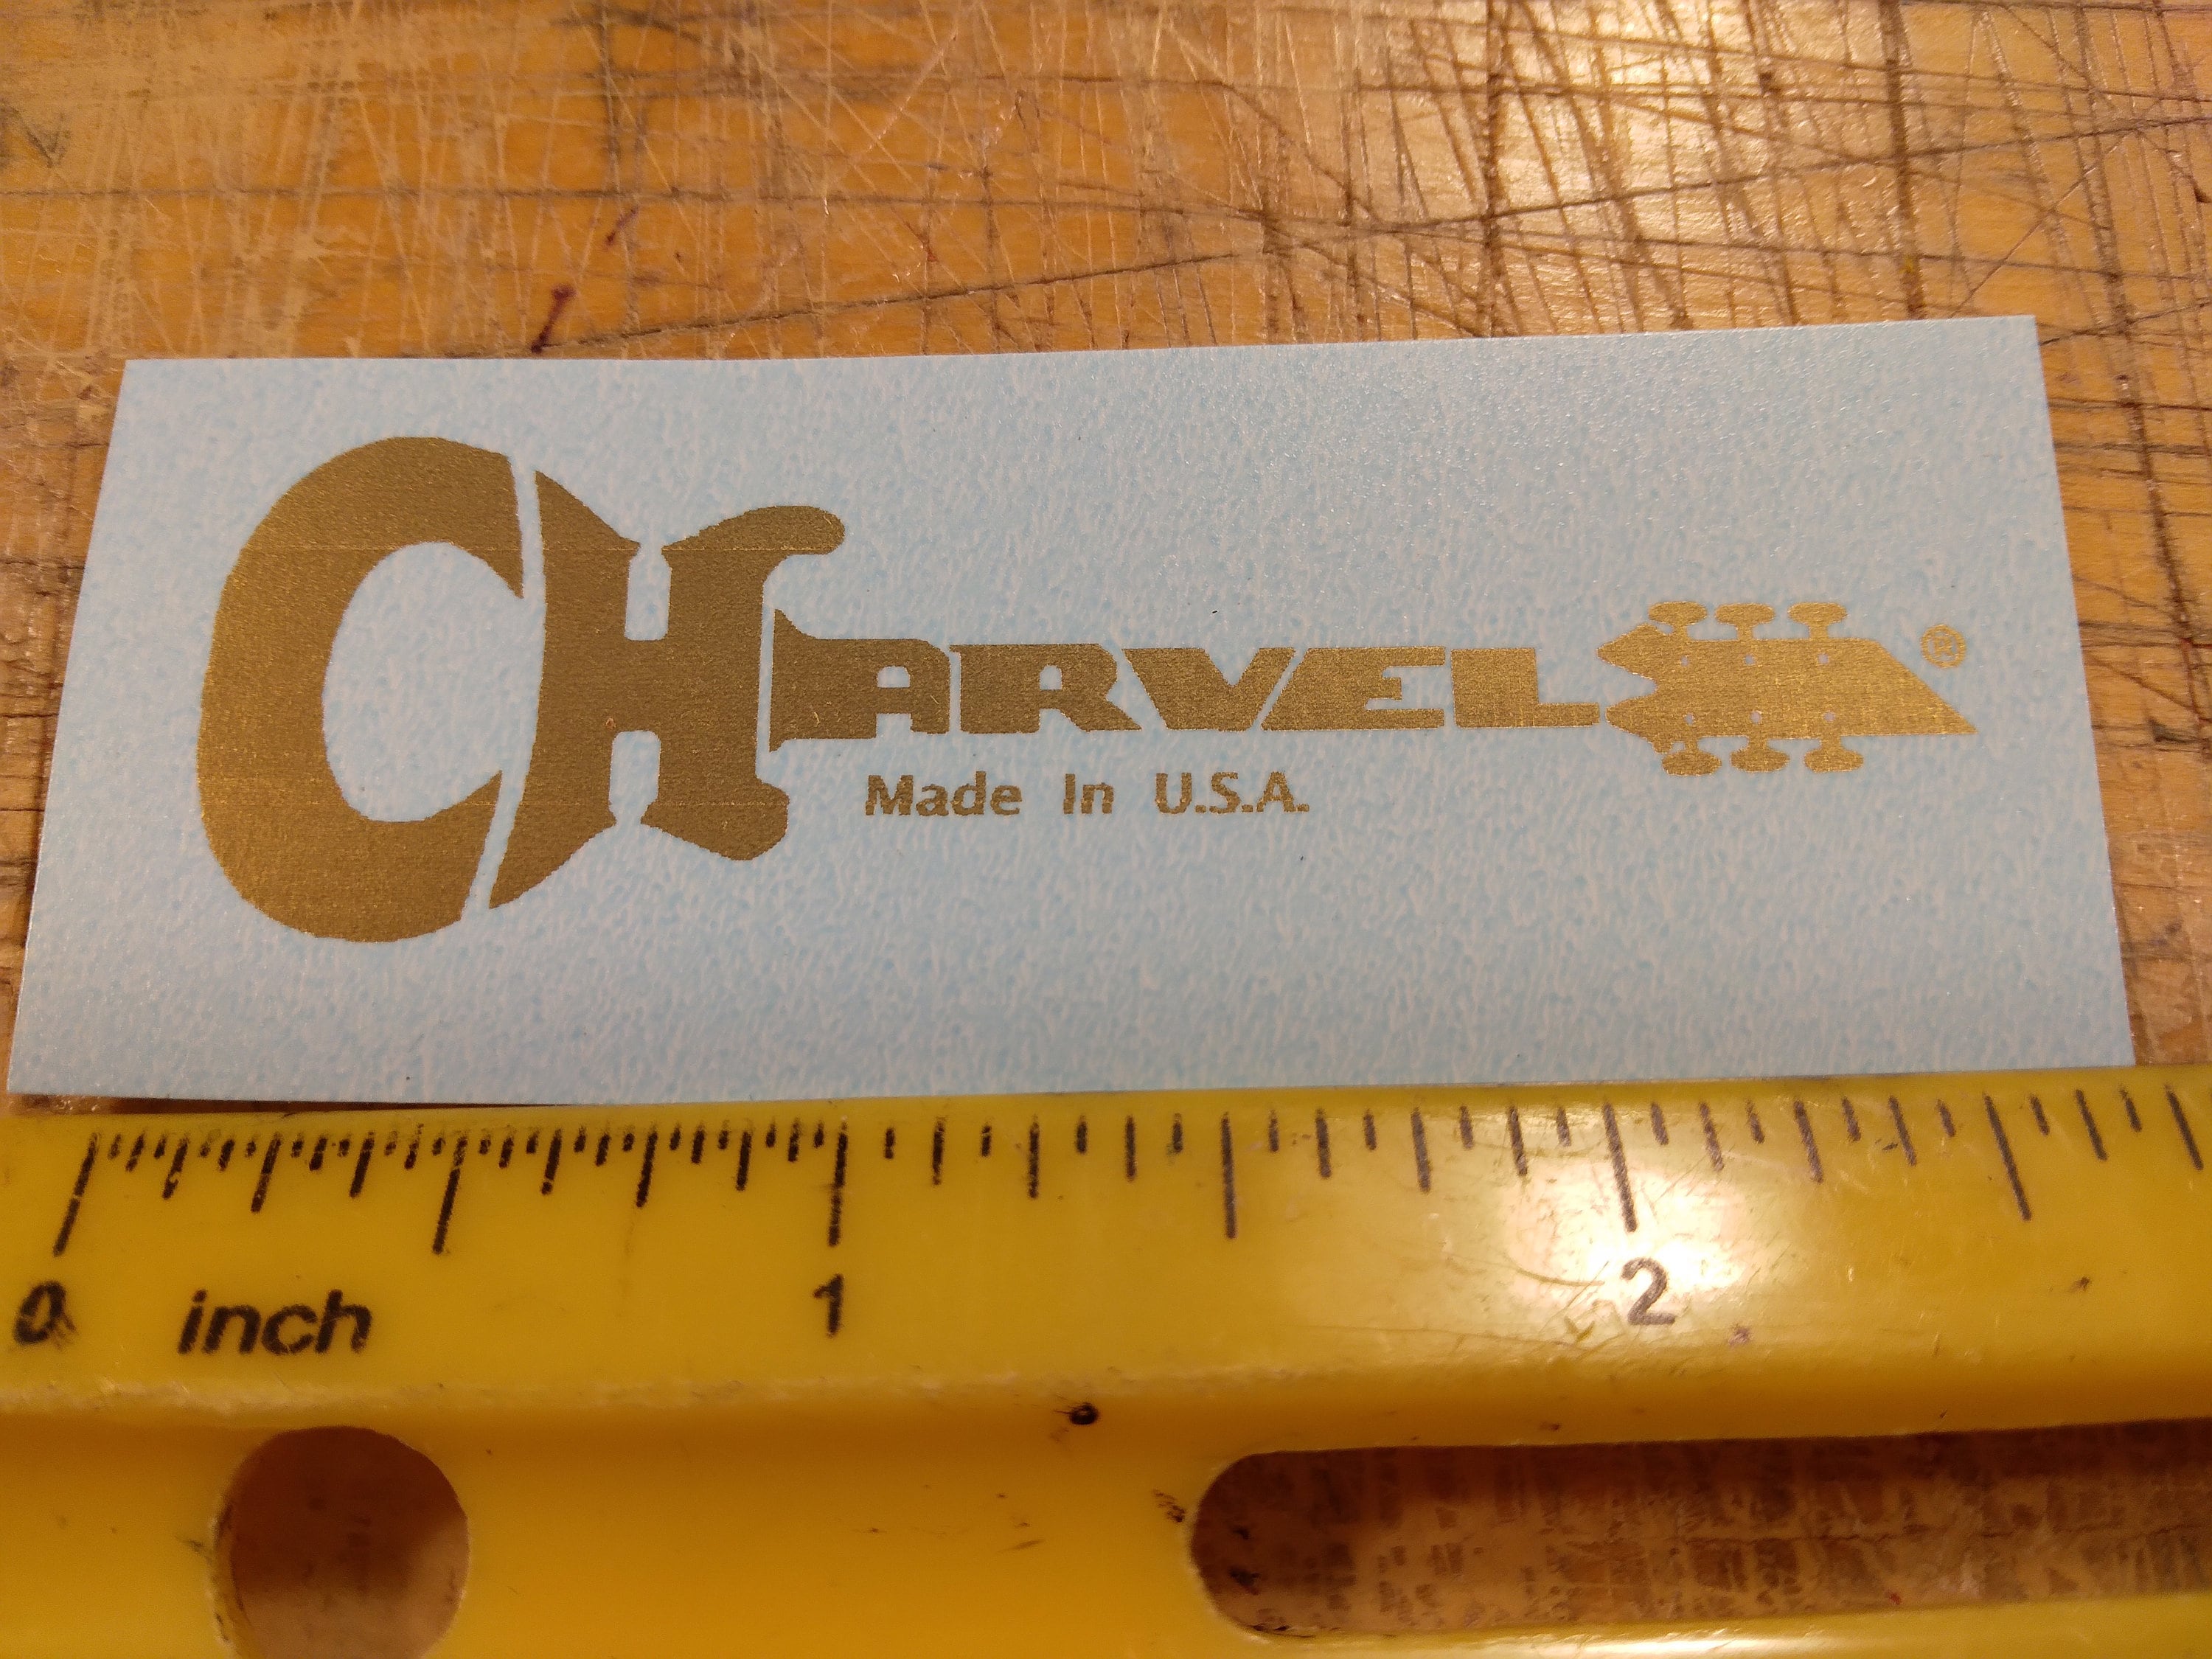 CHARVEL ®
Made In U.S.A.
0 inch 1 2